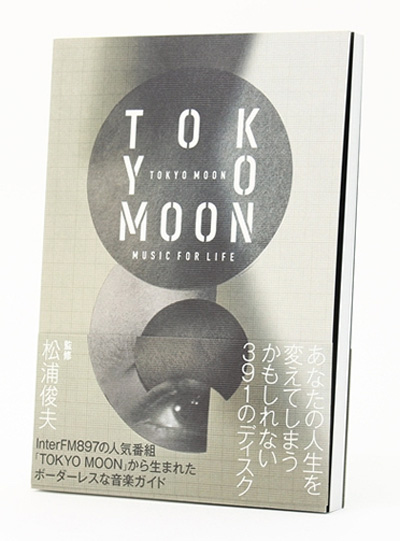 TOK
YO
TOKYO MOON
MOON
MUSIC FOR LIFE
あなたの人生を
変えてしまう
かもしれない
391のディスク
監修
松浦俊夫
InterFM897の人気番組
「TOKYO MOON」から生まれた
ボーダーレスな音楽ガイド